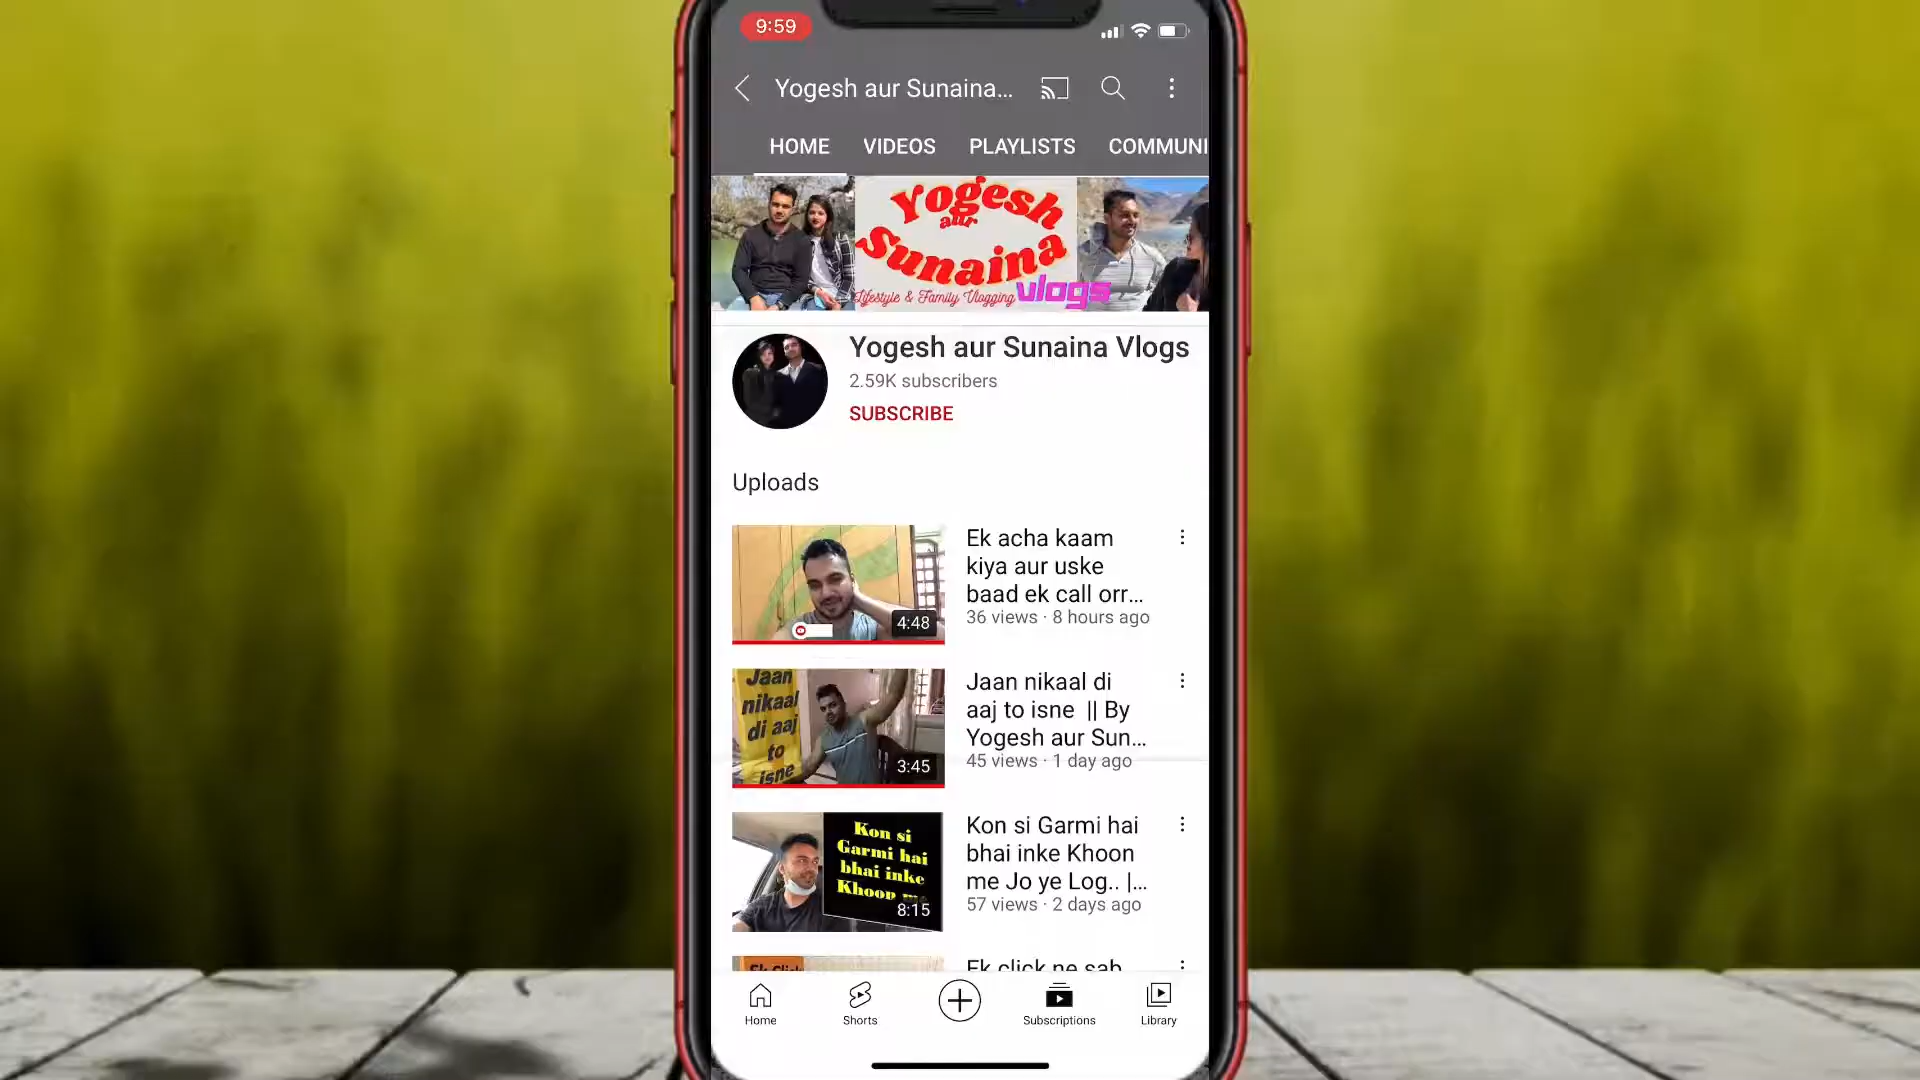 9:59
Yogesh aur Sunaina...
HOME VIDEOS PLAYLISTS COMMUNI
Yogesh
aur
Sunaina
Lifestyle & Family Vlogging vlogs
Yogesh aur Sunaina Vlogs
2.59K subscribers
SUBSCRIBE
Uploads
Ek acha kaam
kiya aur uske
baad ek call orr...
36 views · 8 hours ago
4:48
Jaan
nikaal
di aaj
to
isne
3:45
Jaan nikaal di
aaj to isne || By
Yogesh aur Sun...
45 views · 1 day ago
Kon si
Garmi hai
bhai inke
Khoon me
8:15
Kon si Garmi hai
bhai inke Khoon
me Jo ye Log.. |...
57 views · 2 days ago
Ek Click
Ek click ne sab
Home Shorts Subscriptions Library